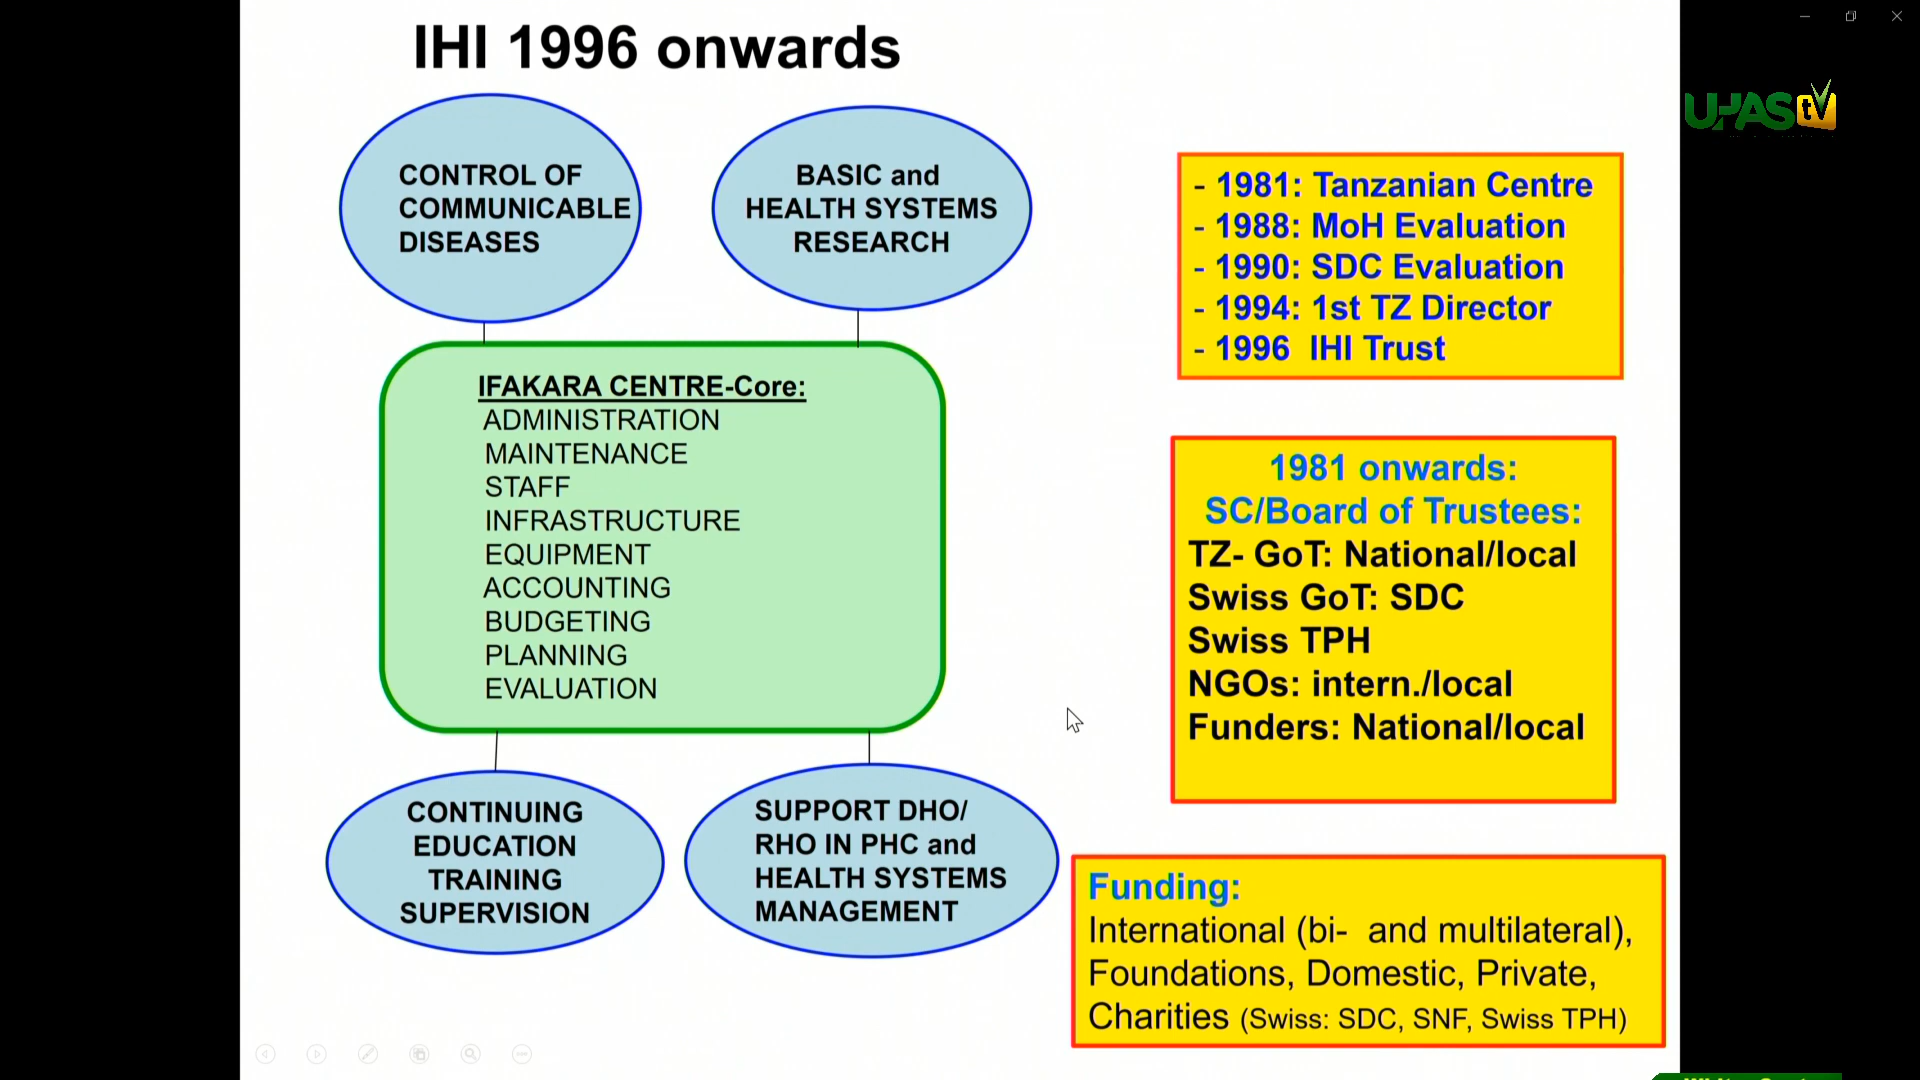 IHI 1996 onwards
UHAS tv
CONTROL OF
COMMUNICABLE
DISEASES
BASIC and
HEALTH SYSTEMS
RESEARCH
- 1981: Tanzanian Centre
- 1988: MoH Evaluation
- 1990: SDC Evaluation
- 1994: 1st TZ Director
- 1996  IHI Trust
IFAKARA CENTRE-Core:
ADMINISTRATION
MAINTENANCE
STAFF
INFRASTRUCTURE
EQUIPMENT
ACCOUNTING
BUDGETING
PLANNING
EVALUATION
1981 onwards:
SC/Board of Trustees:
TZ- GoT: National/local
Swiss GoT: SDC
Swiss TPH
NGOs: intern./local
Funders: National/local
CONTINUING
EDUCATION
TRAINING
SUPERVISION
SUPPORT DHO/
RHO IN PHC and
HEALTH SYSTEMS
MANAGEMENT
Funding:
International (bi-  and multilateral),
Foundations, Domestic, Private,
Charities (Swiss: SDC, SNF, Swiss TPH)